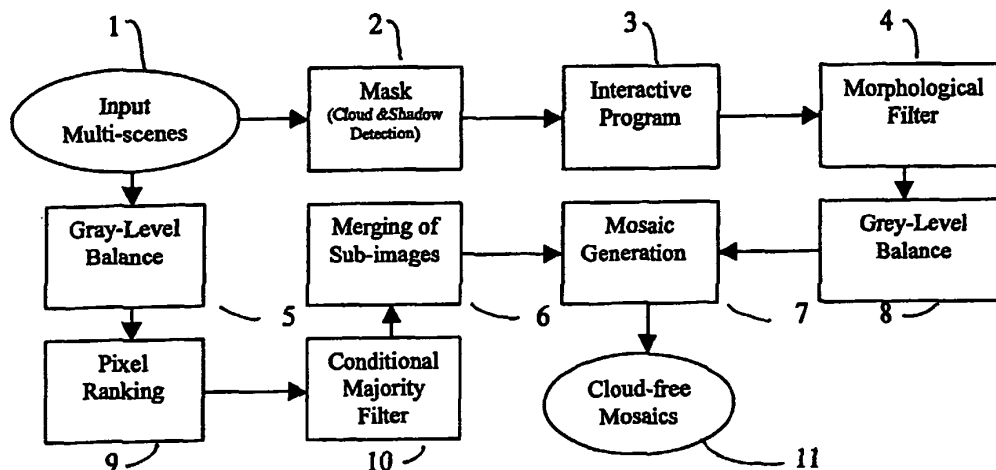 1
2
3
4
Input
Multi-scenes
Mask
(Cloud &Shadow
Detection)
Interactive
Program
Morphological
Filter
Gray-Level
Balance
Merging of
Sub-images
Mosaic
Generation
Grey-Level
Balance
5
6
7
8
Pixel
Ranking
Conditional
Majority
Filter
Cloud-free
Mosaics
9
10
11